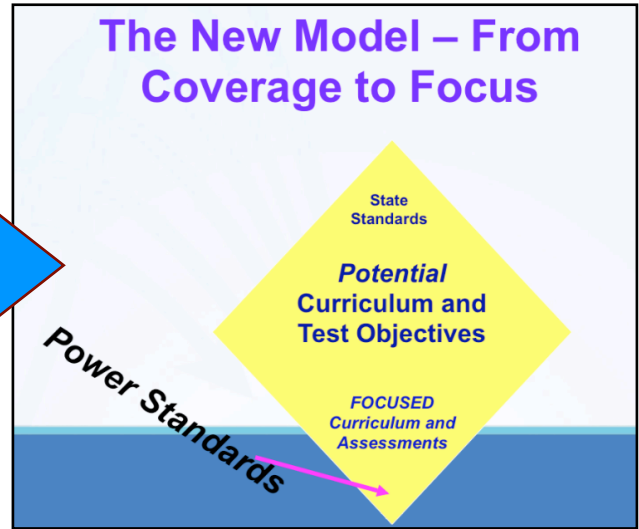 The New Model – From
Coverage to Focus
State
Standards
Potential
Curriculum and
Test Objectives
Power Standards
FOCUSED
Curriculum and
Assessments